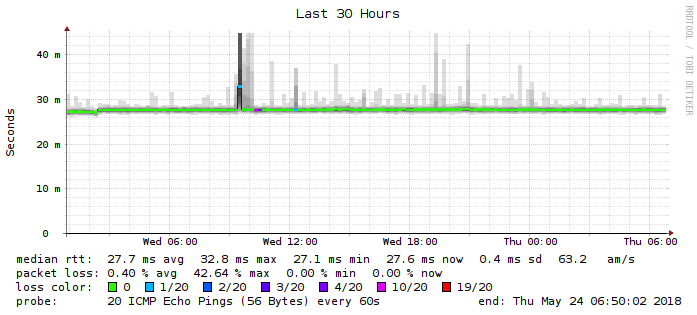 Last 30 Hours
RRDTOOL / TOBI OETIKER
Seconds
40 m
30 m
20 m
10 m
0
Wed 06:00 Wed 12:00 Wed 18:00 Thu 00:00 Thu 06:00
median rtt: 27.7 ms avg 32.8 ms max 27.1 ms min 27.6 ms now 0.4 ms sd 63.2 am/s
packet loss: 0.40 % avg 42.64 % max 0.00 % min 0.00 % now
loss color: 0 1/20 2/20 3/20 4/20 10/20 19/20
probe: 20 ICMP Echo Pings (56 Bytes) every 60s end: Thu May 24 06:50:02 2018